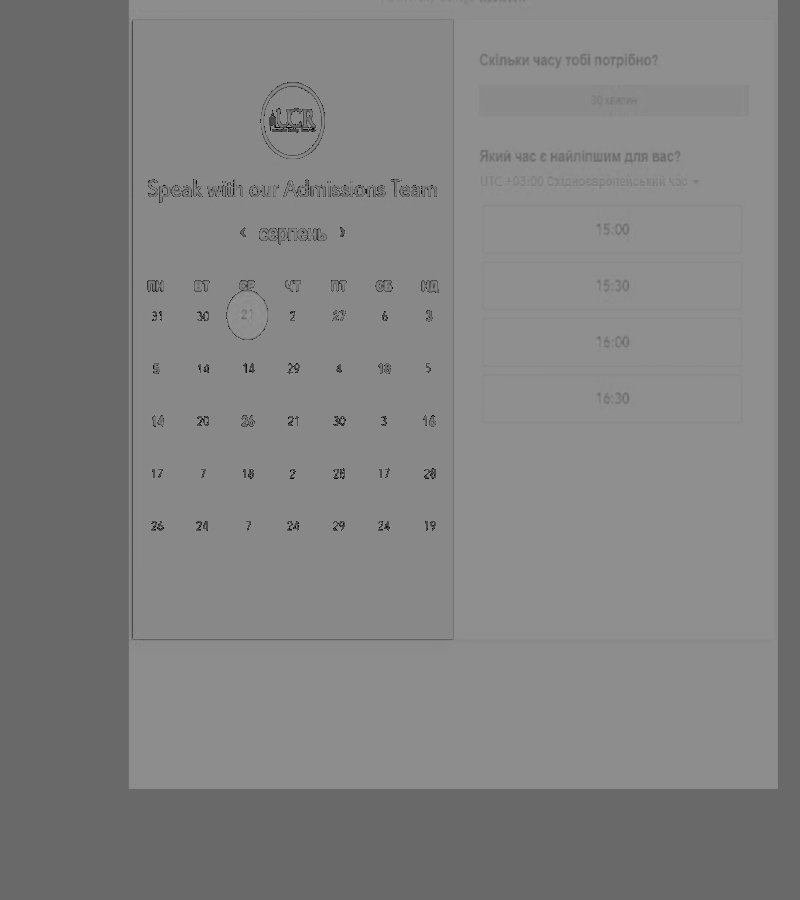 UCR
Speak with our Admissions Team
‹ серпень ›
ПН ВТ СР ЧТ ПТ СБ НД
31 30 21 2 27 6 3
5 14 14 29 4 18 5
14 20 26 21 30 3 16
17 7 18 2 28 17 28
26 24 7 24 29 24 19
Скільки часу тобі потрібно?
30 хвилин
Який час є найліпшим для вас?
UTC +03:00 Східноєвропейський час
15:00
15:30
16:00
16:30